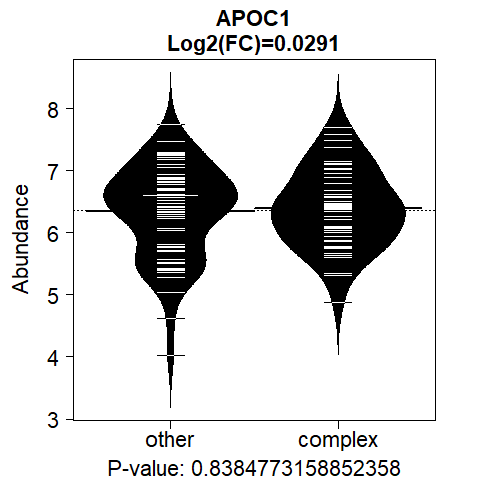 APOC1
Log2(FC)=0.0291
Abundance
8
7
6
5
4
3
other complex
P-value: 0.8384773158852358